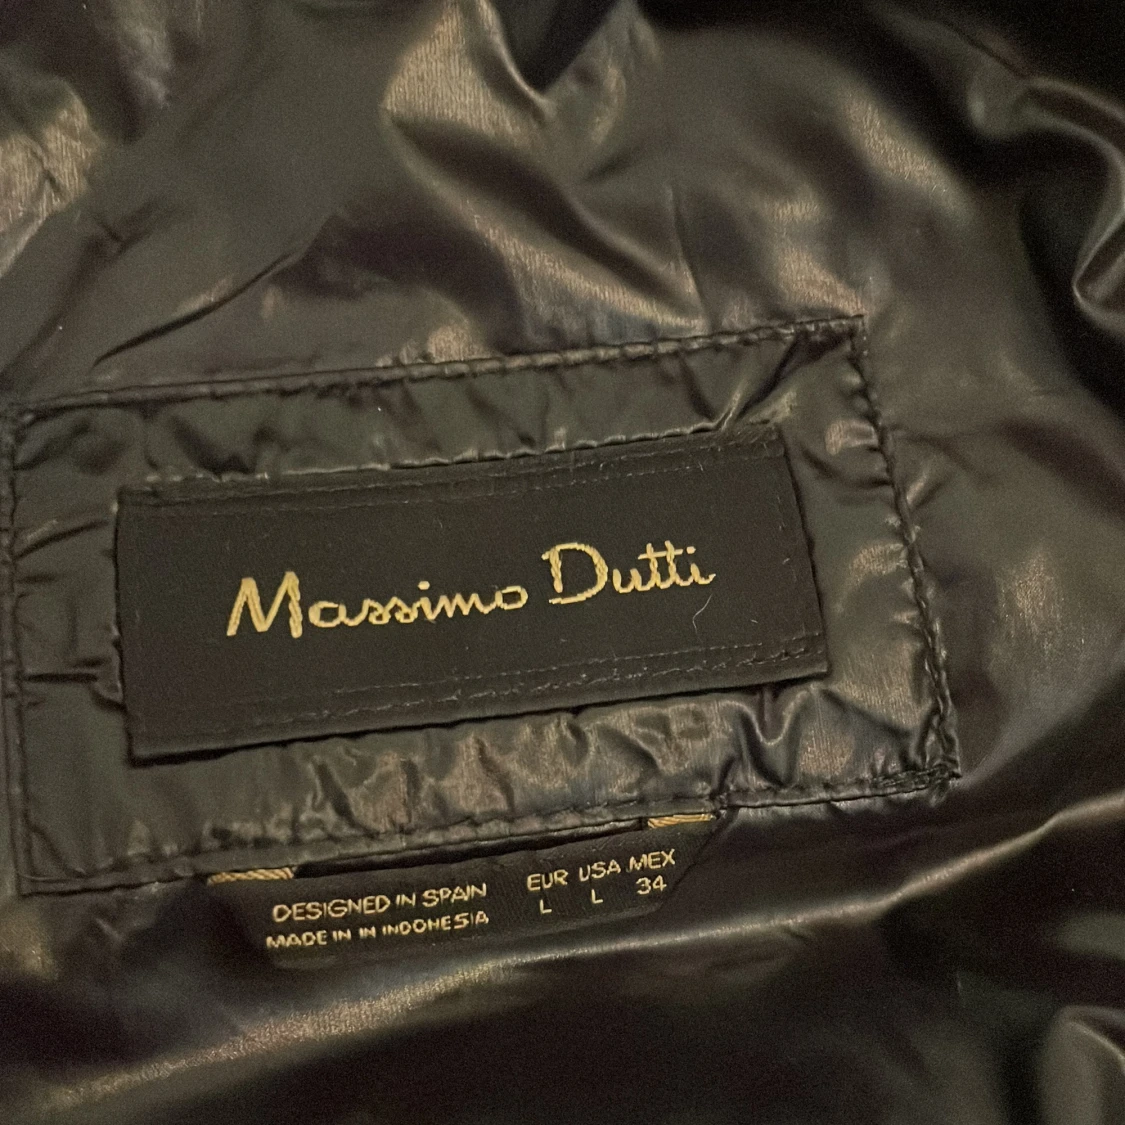 Massimo Dutti
DESIGNED IN SPAIN
MADE IN IN INDONESIA
EUR USA MEX
L L 34